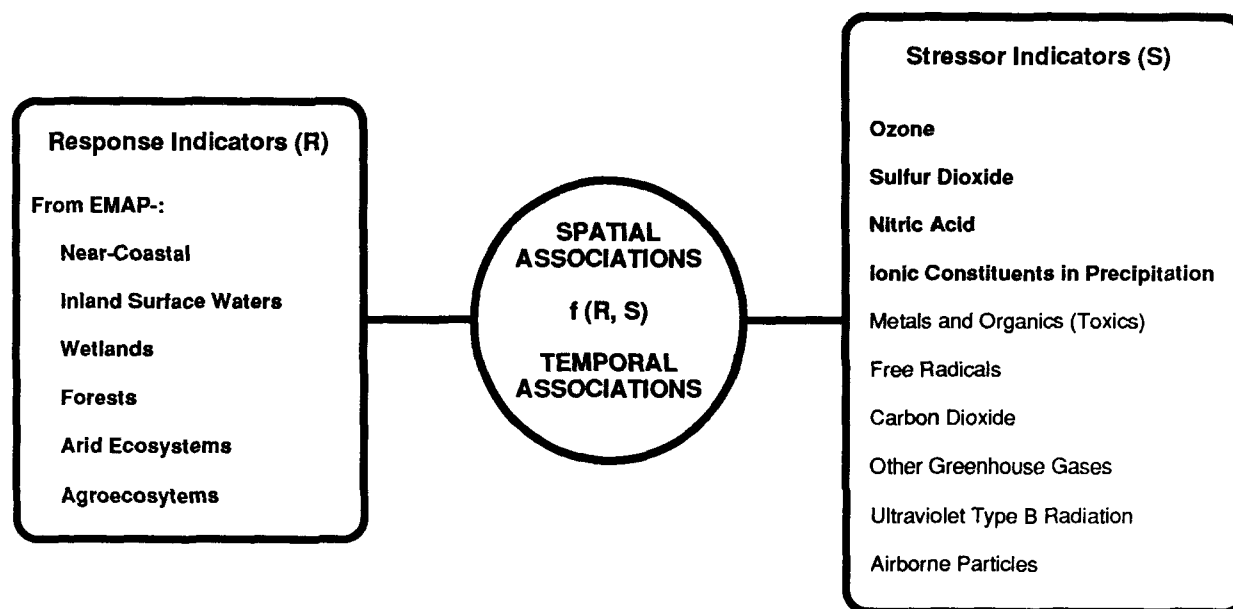 Response Indicators (R)
From EMAP-:
Near-Coastal
Inland Surface Waters
Wetlands
Forests
Arid Ecosystems
Agroecosytems
SPATIAL
ASSOCIATIONS
f (R, S)
TEMPORAL
ASSOCIATIONS
Stressor Indicators (S)
Ozone
Sulfur Dioxide
Nitric Acid
Ionic Constituents in Precipitation
Metals and Organics (Toxics)
Free Radicals
Carbon Dioxide
Other Greenhouse Gases
Ultraviolet Type B Radiation
Airborne Particles